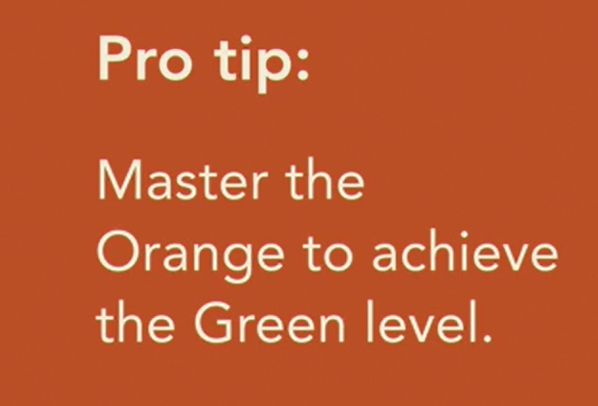 Pro tip:
Master the
Orange to achieve
the Green level.